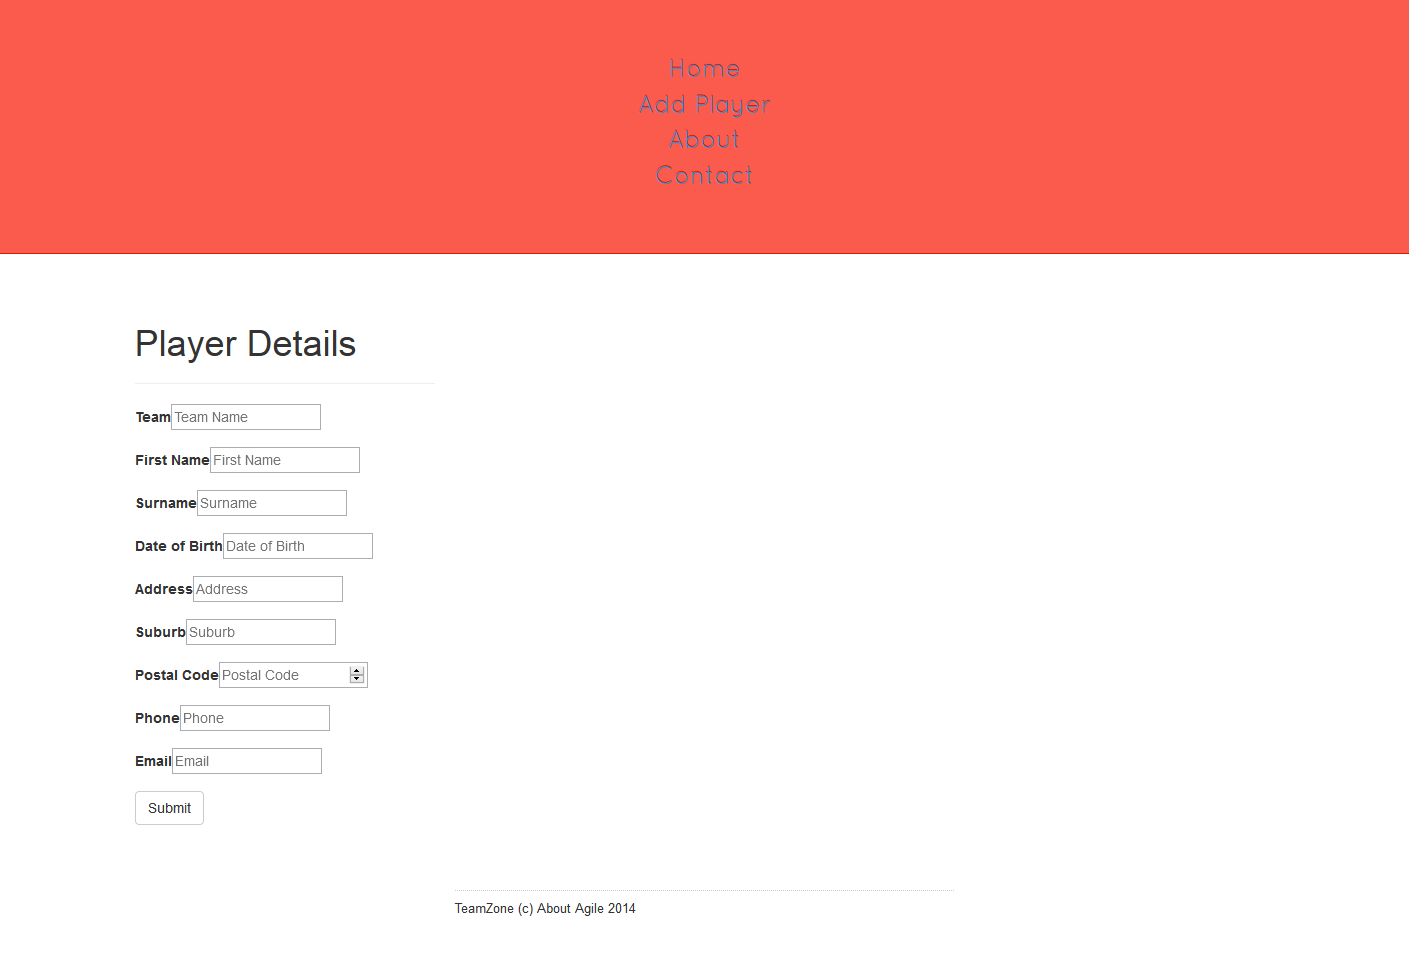 Home
Add Player
About
Contact
Player Details
Team Team Name
First Name First Name
Surname Surname
Date of Birth Date of Birth
Address Address
Suburb Suburb
Postal Code Postal Code
Phone Phone
Email Email
Submit
TeamZone (c) About Agile 2014